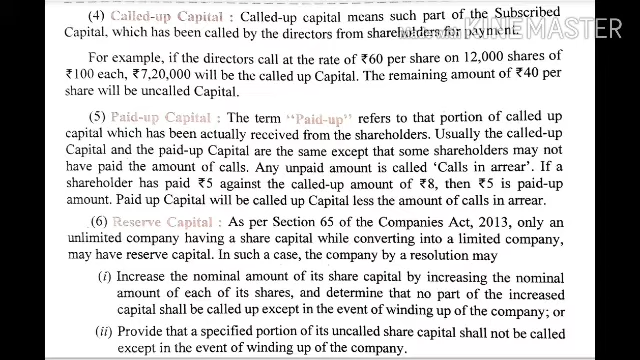 (4) Called-up Capital : Called-up capital means such part of the Subscribed
Capital, which has been called by the directors from shareholders for payment.
KINEMASTER
For example, if the directors call at the rate of ₹60 per share on 12,000 shares of
₹100 each, ₹7,20,000 will be the called up Capital. The remaining amount of ₹40 per
share will be uncalled Capital.
(5) Paid-up Capital : The term "Paid-up" refers to that portion of called up
capital which has been actually received from the shareholders. Usually the called-up
Capital and the paid-up Capital are the same except that some shareholders may not
have paid the amount of calls. Any unpaid amount is called 'Calls in arrear'. If a
shareholder has paid ₹5 against the called-up amount of ₹8, then ₹5 is paid-up
amount. Paid up Capital will be called up Capital less the amount of calls in arrear.
(6) Reserve Capital : As per Section 65 of the Companies Act, 2013, only an
unlimited company having a share capital while converting into a limited company,
may have reserve capital. In such a case, the company by a resolution may
(i) Increase the nominal amount of its share capital by increasing the nominal
amount of each of its shares, and determine that no part of the increased
capital shall be called up except in the event of winding up of the company; or
(ii) Provide that a specified portion of its uncalled share capital shall not be called
except in the event of winding up of the company.